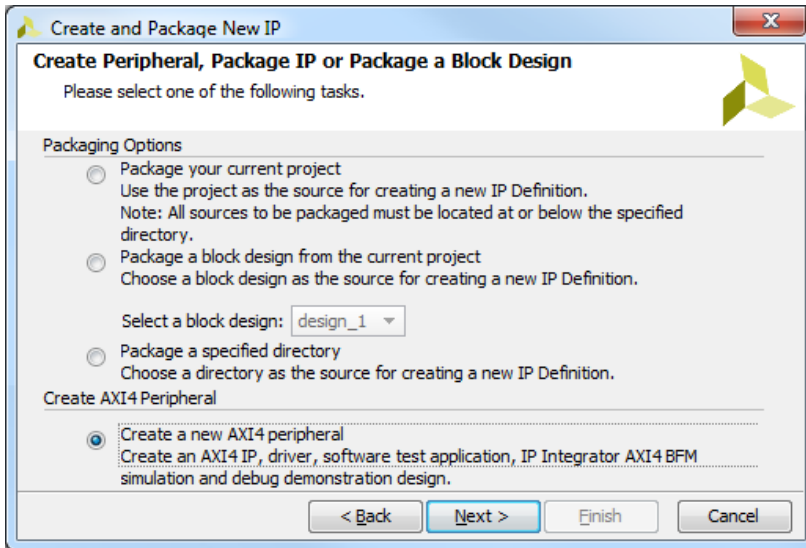 Create and Package New IP
Create Peripheral, Package IP or Package a Block Design
Please select one of the following tasks.
Packaging Options
Package your current project
Use the project as the source for creating a new IP Definition.
Note: All sources to be packaged must be located at or below the specified
directory.
Package a block design from the current project
Choose a block design as the source for creating a new IP Definition.
Select a block design: design_1
Package a specified directory
Choose a directory as the source for creating a new IP Definition.
Create AXI4 Peripheral
Create a new AXI4 peripheral
Create an AXI4 IP, driver, software test application, IP Integrator AXI4 BFM
simulation and debug demonstration design.
< Back Next > Finish Cancel